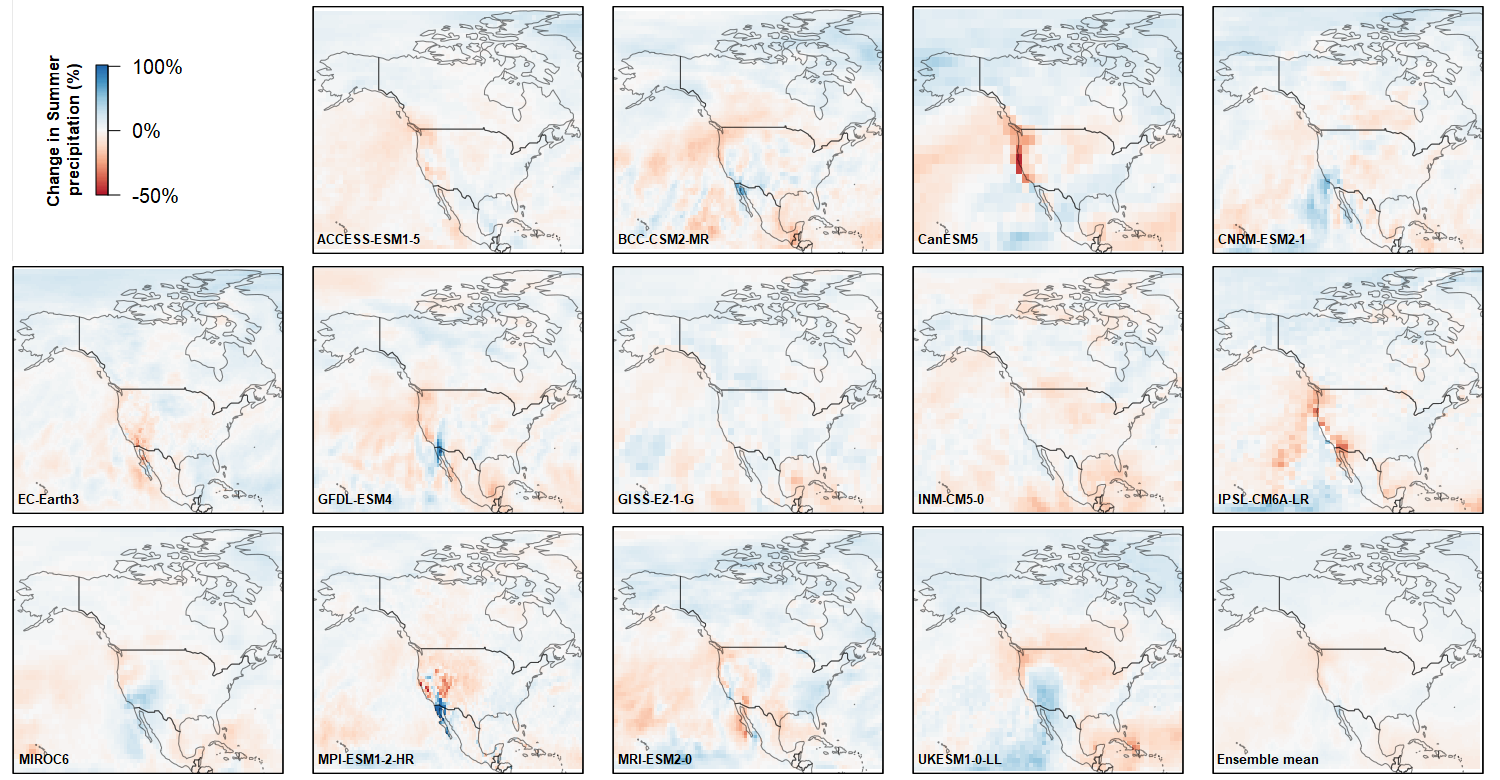 Change in Summer
precipitation (%)
100%
0%
-50%
ACCESS-ESM1-5
BCC-CSM2-MR
CanESM5
CNRM-ESM2-1
EC-Earth3
GFDL-ESM4
GISS-E2-1-G
INM-CM5-0
IPSL-CM6A-LR
MIROC6
MPI-ESM1-2-HR
MRI-ESM2-0
UKESM1-0-LL
Ensemble mean